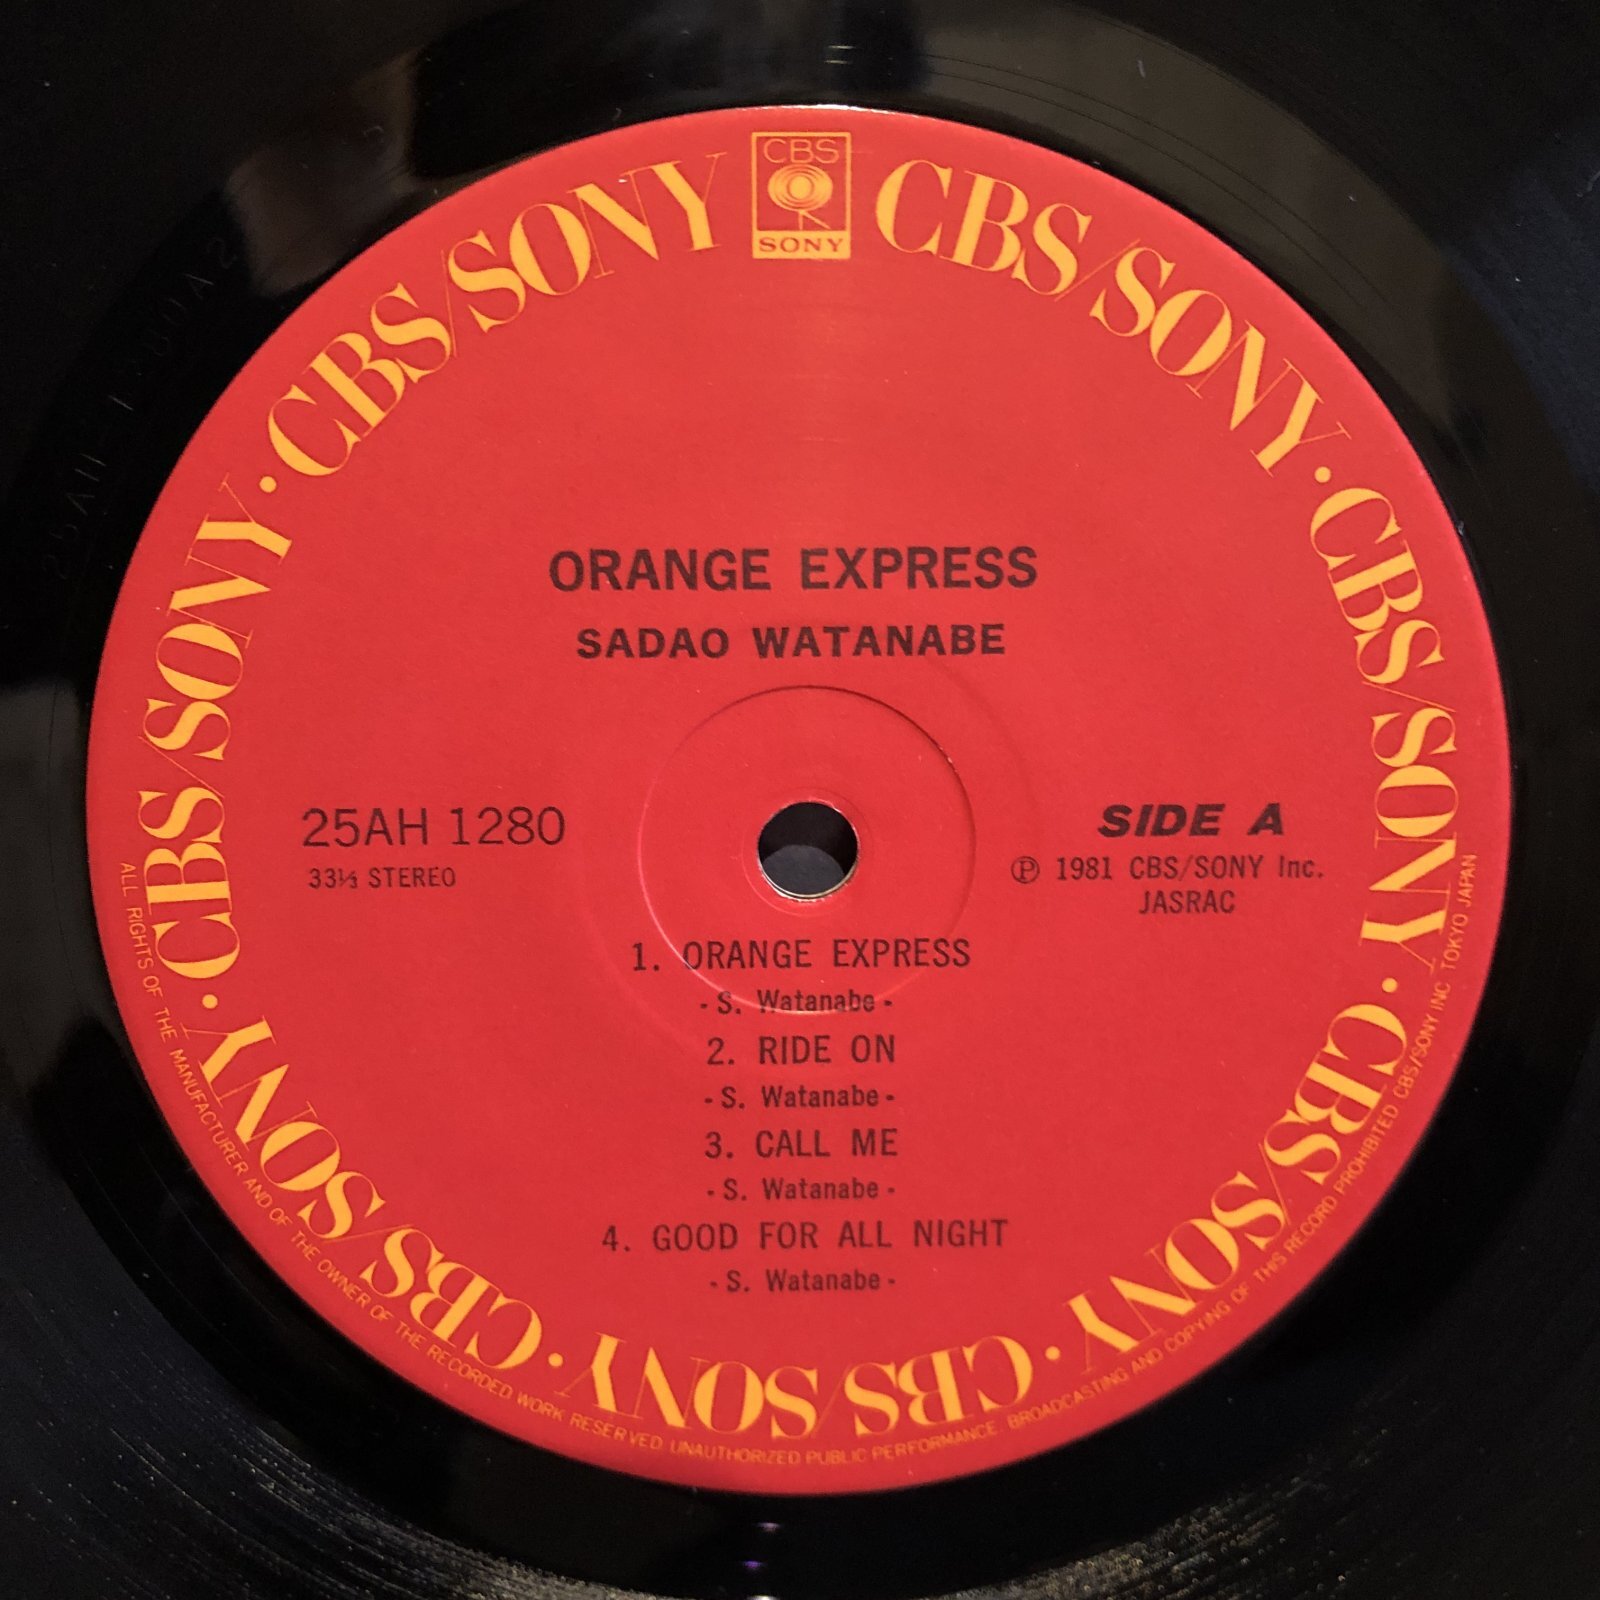 CBS
SONY
CBS/SONY · CBS/SONY · CBS/SONY · CBS/SONY · CBS/SONY · CBS/SONY · CBS/SONY
ORANGE EXPRESS
SADAO WATANABE
25AH 1280
33⅓ STEREO
SIDE A
Ⓟ 1981 CBS/SONY Inc.
JASRAC
1. ORANGE EXPRESS
- S. Watanabe -
2. RIDE ON
- S. Watanabe -
3. CALL ME
- S. Watanabe -
4. GOOD FOR ALL NIGHT
- S. Watanabe -
ALL RIGHTS OF THE MANUFACTURER AND OF THE OWNER OF THE RECORDED WORK RESERVED. UNAUTHORIZED PUBLIC PERFORMANCE. BROADCASTING AND COPYING OF THIS RECORD PROHIBITED CBS/SONY INC TOKYO JAPAN